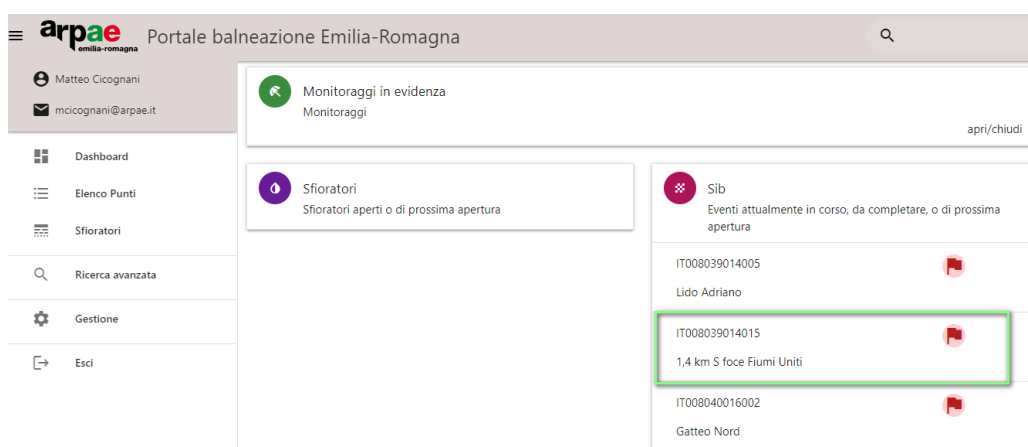 arpae
emilia-romagna
Portale balneazione Emilia-Romagna
Matteo Cicognani
mcicognani@arpae.it
Dashboard
Elenco Punti
Sfioratori
Ricerca avanzata
Gestione
Esci
Monitoraggi in evidenza
Monitoraggi
apri/chiudi
Sfioratori
Sfioratori aperti o di prossima apertura
Sib
Eventi attualmente in corso, da completare, o di prossima
apertura
IT008039014005
Lido Adriano
IT008039014015
1,4 km S foce Fiumi Uniti
IT008040016002
Gatteo Nord